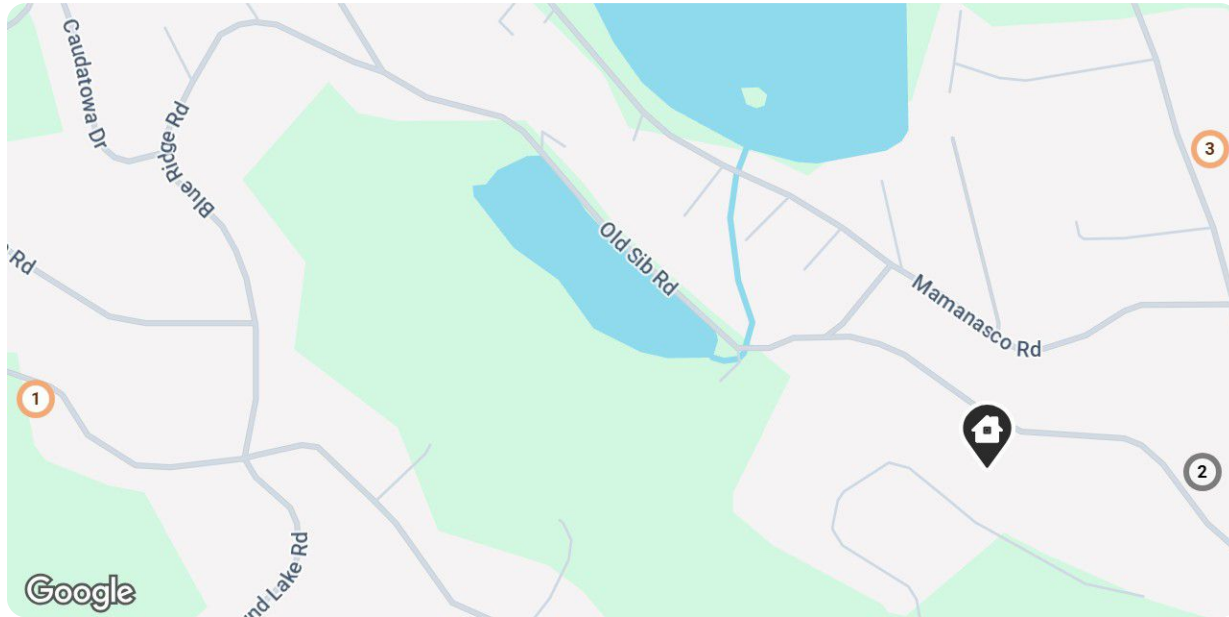 Caudatowa Dr
Blue Ridge Rd
Old Sib Rd
3
Rd
Mamanasco Rd
1
2
nd Lake Rd
Google